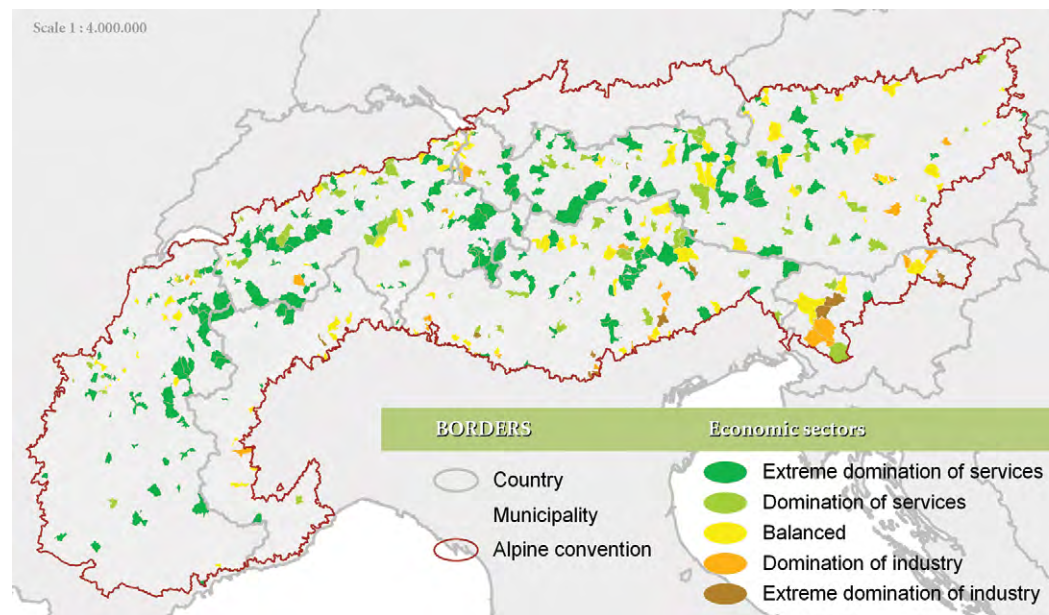 Scale 1 : 4.000.000
BORDERS
Country
Municipality
Alpine convention
Economic sectors
Extreme domination of services
Domination of services
Balanced
Domination of industry
Extreme domination of industry